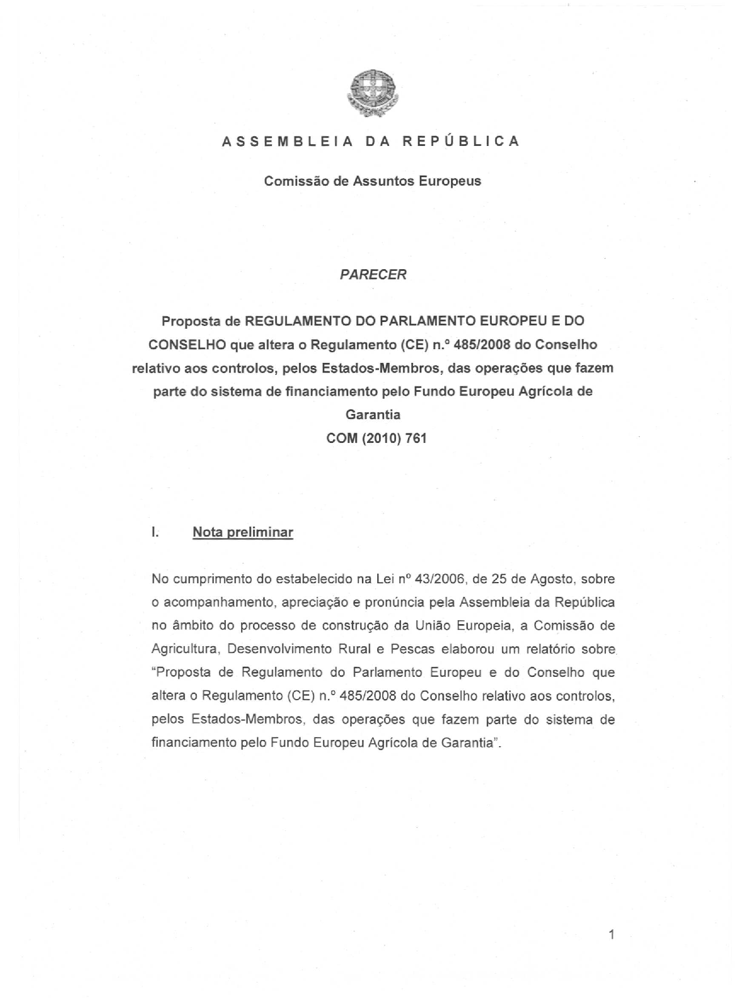 ASSEMBLEIA DA REPÚBLICA
Comissão de Assuntos Europeus
PARECER
Proposta de REGULAMENTO DO PARLAMENTO EUROPEU E DO
CONSELHO que altera o Regulamento (CE) n.º 485/2008 do Conselho
relativo aos controlos, pelos Estados-Membros, das operações que fazem
parte do sistema de financiamento pelo Fundo Europeu Agrícola de
Garantia
COM (2010) 761
I. Nota preliminar
No cumprimento do estabelecido na Lei nº 43/2006, de 25 de Agosto, sobre
o acompanhamento, apreciação e pronúncia pela Assembleia da República
no âmbito do processo de construção da União Europeia, a Comissão de
Agricultura, Desenvolvimento Rural e Pescas elaborou um relatório sobre
“Proposta de Regulamento do Parlamento Europeu e do Conselho que
altera o Regulamento (CE) n.º 485/2008 do Conselho relativo aos controlos,
pelos Estados-Membros, das operações que fazem parte do sistema de
financiamento pelo Fundo Europeu Agrícola de Garantia”.
1